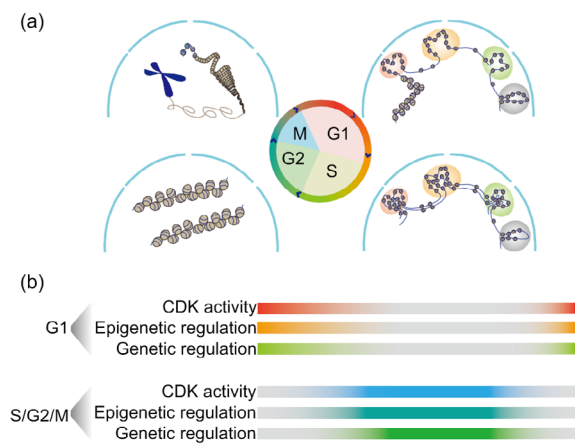 (a)
M
G1
G2
S
(b)
G1
CDK activity
Epigenetic regulation
Genetic regulation
S/G2/M
CDK activity
Epigenetic regulation
Genetic regulation